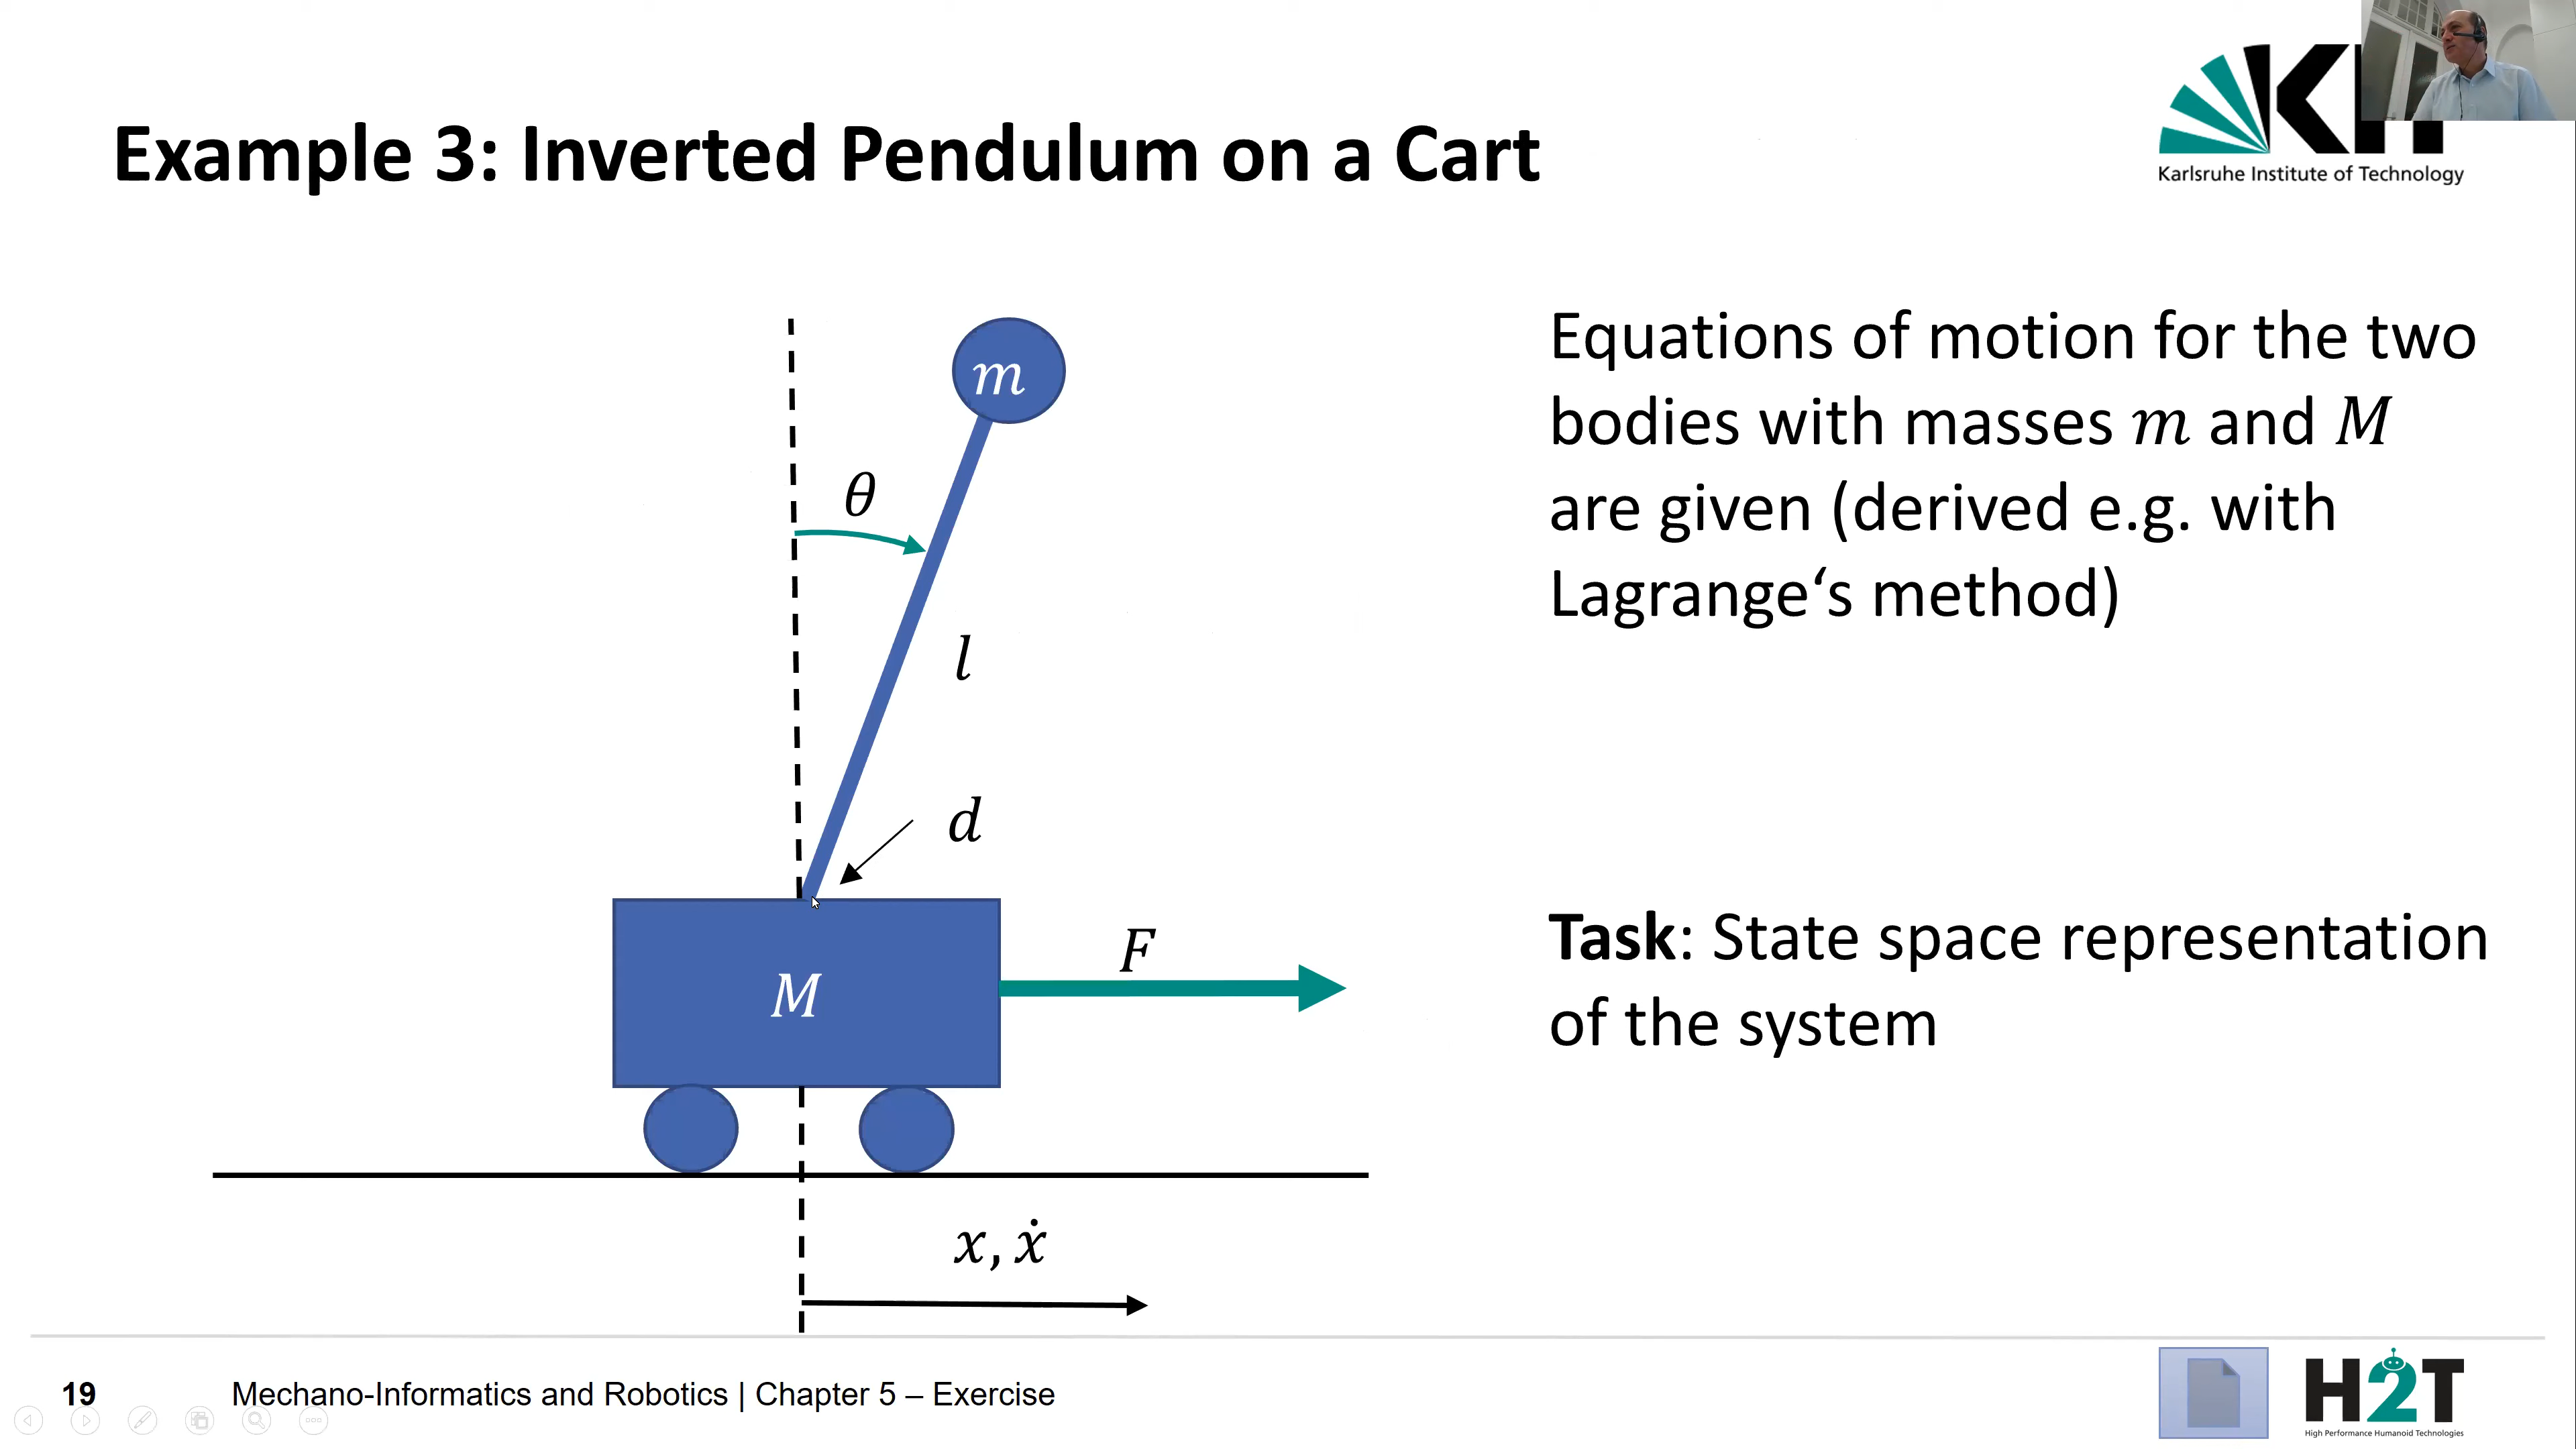 Example 3: Inverted Pendulum on a Cart
Karlsruhe Institute of Technology
m
θ
l
d
F
M
x, ẋ
Equations of motion for the two
bodies with masses m and M
are given (derived e.g. with
Lagrange‘s method)
Task: State space representation
of the system
19
Mechano-Informatics and Robotics | Chapter 5 – Exercise
H2T
High Performance Humanoid Technologies